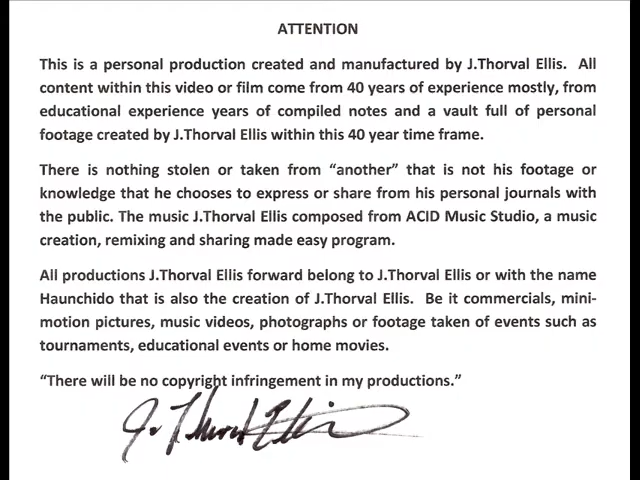 ATTENTION
This is a personal production created and manufactured by J.Thorval Ellis. All
content within this video or film come from 40 years of experience mostly, from
educational experience years of compiled notes and a vault full of personal
footage created by J.Thorval Ellis within this 40 year time frame.
There is nothing stolen or taken from “another” that is not his footage or
knowledge that he chooses to express or share from his personal journals with
the public. The music J.Thorval Ellis composed from ACID Music Studio, a music
creation, remixing and sharing made easy program.
All productions J.Thorval Ellis forward belong to J.Thorval Ellis or with the name
Haunchido that is also the creation of J.Thorval Ellis. Be it commercials, mini-
motion pictures, music videos, photographs or footage taken of events such as
tournaments, educational events or home movies.
“There will be no copyright infringement in my productions.”
J. Thorval Ellis